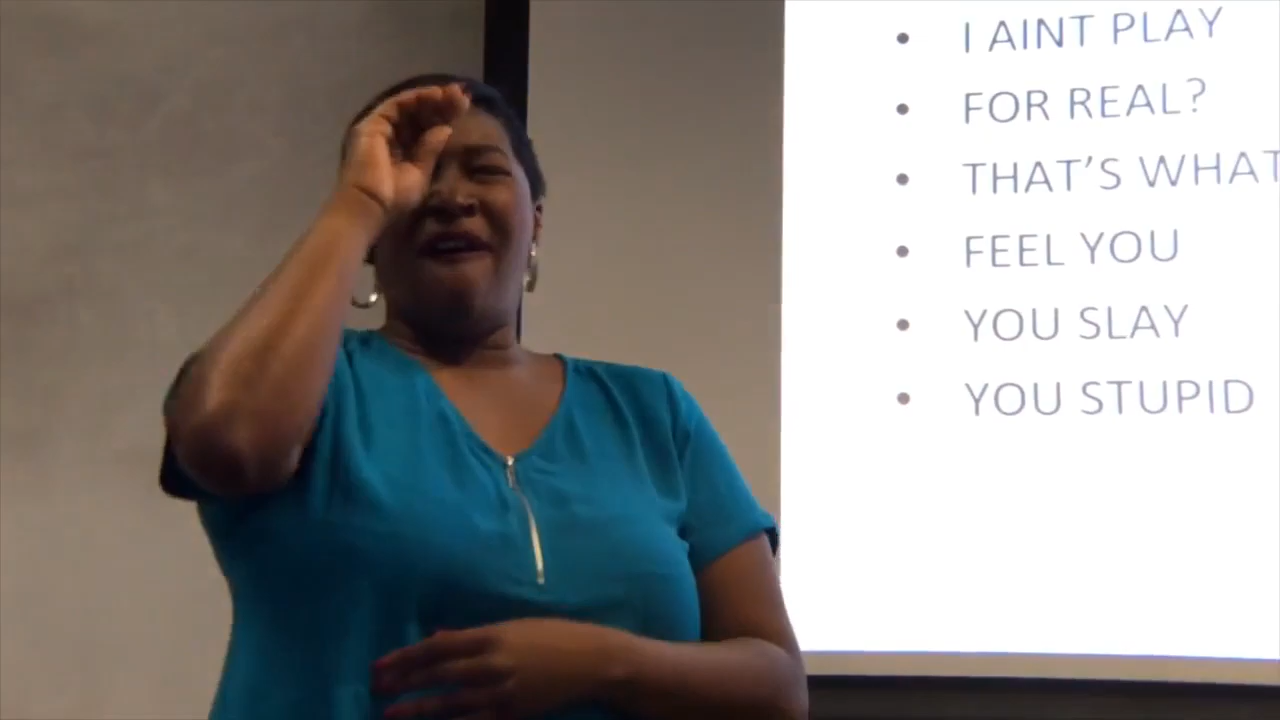 • I AINT PLAY
• FOR REAL?
• THAT'S WHAT
• FEEL YOU
• YOU SLAY
• YOU STUPID